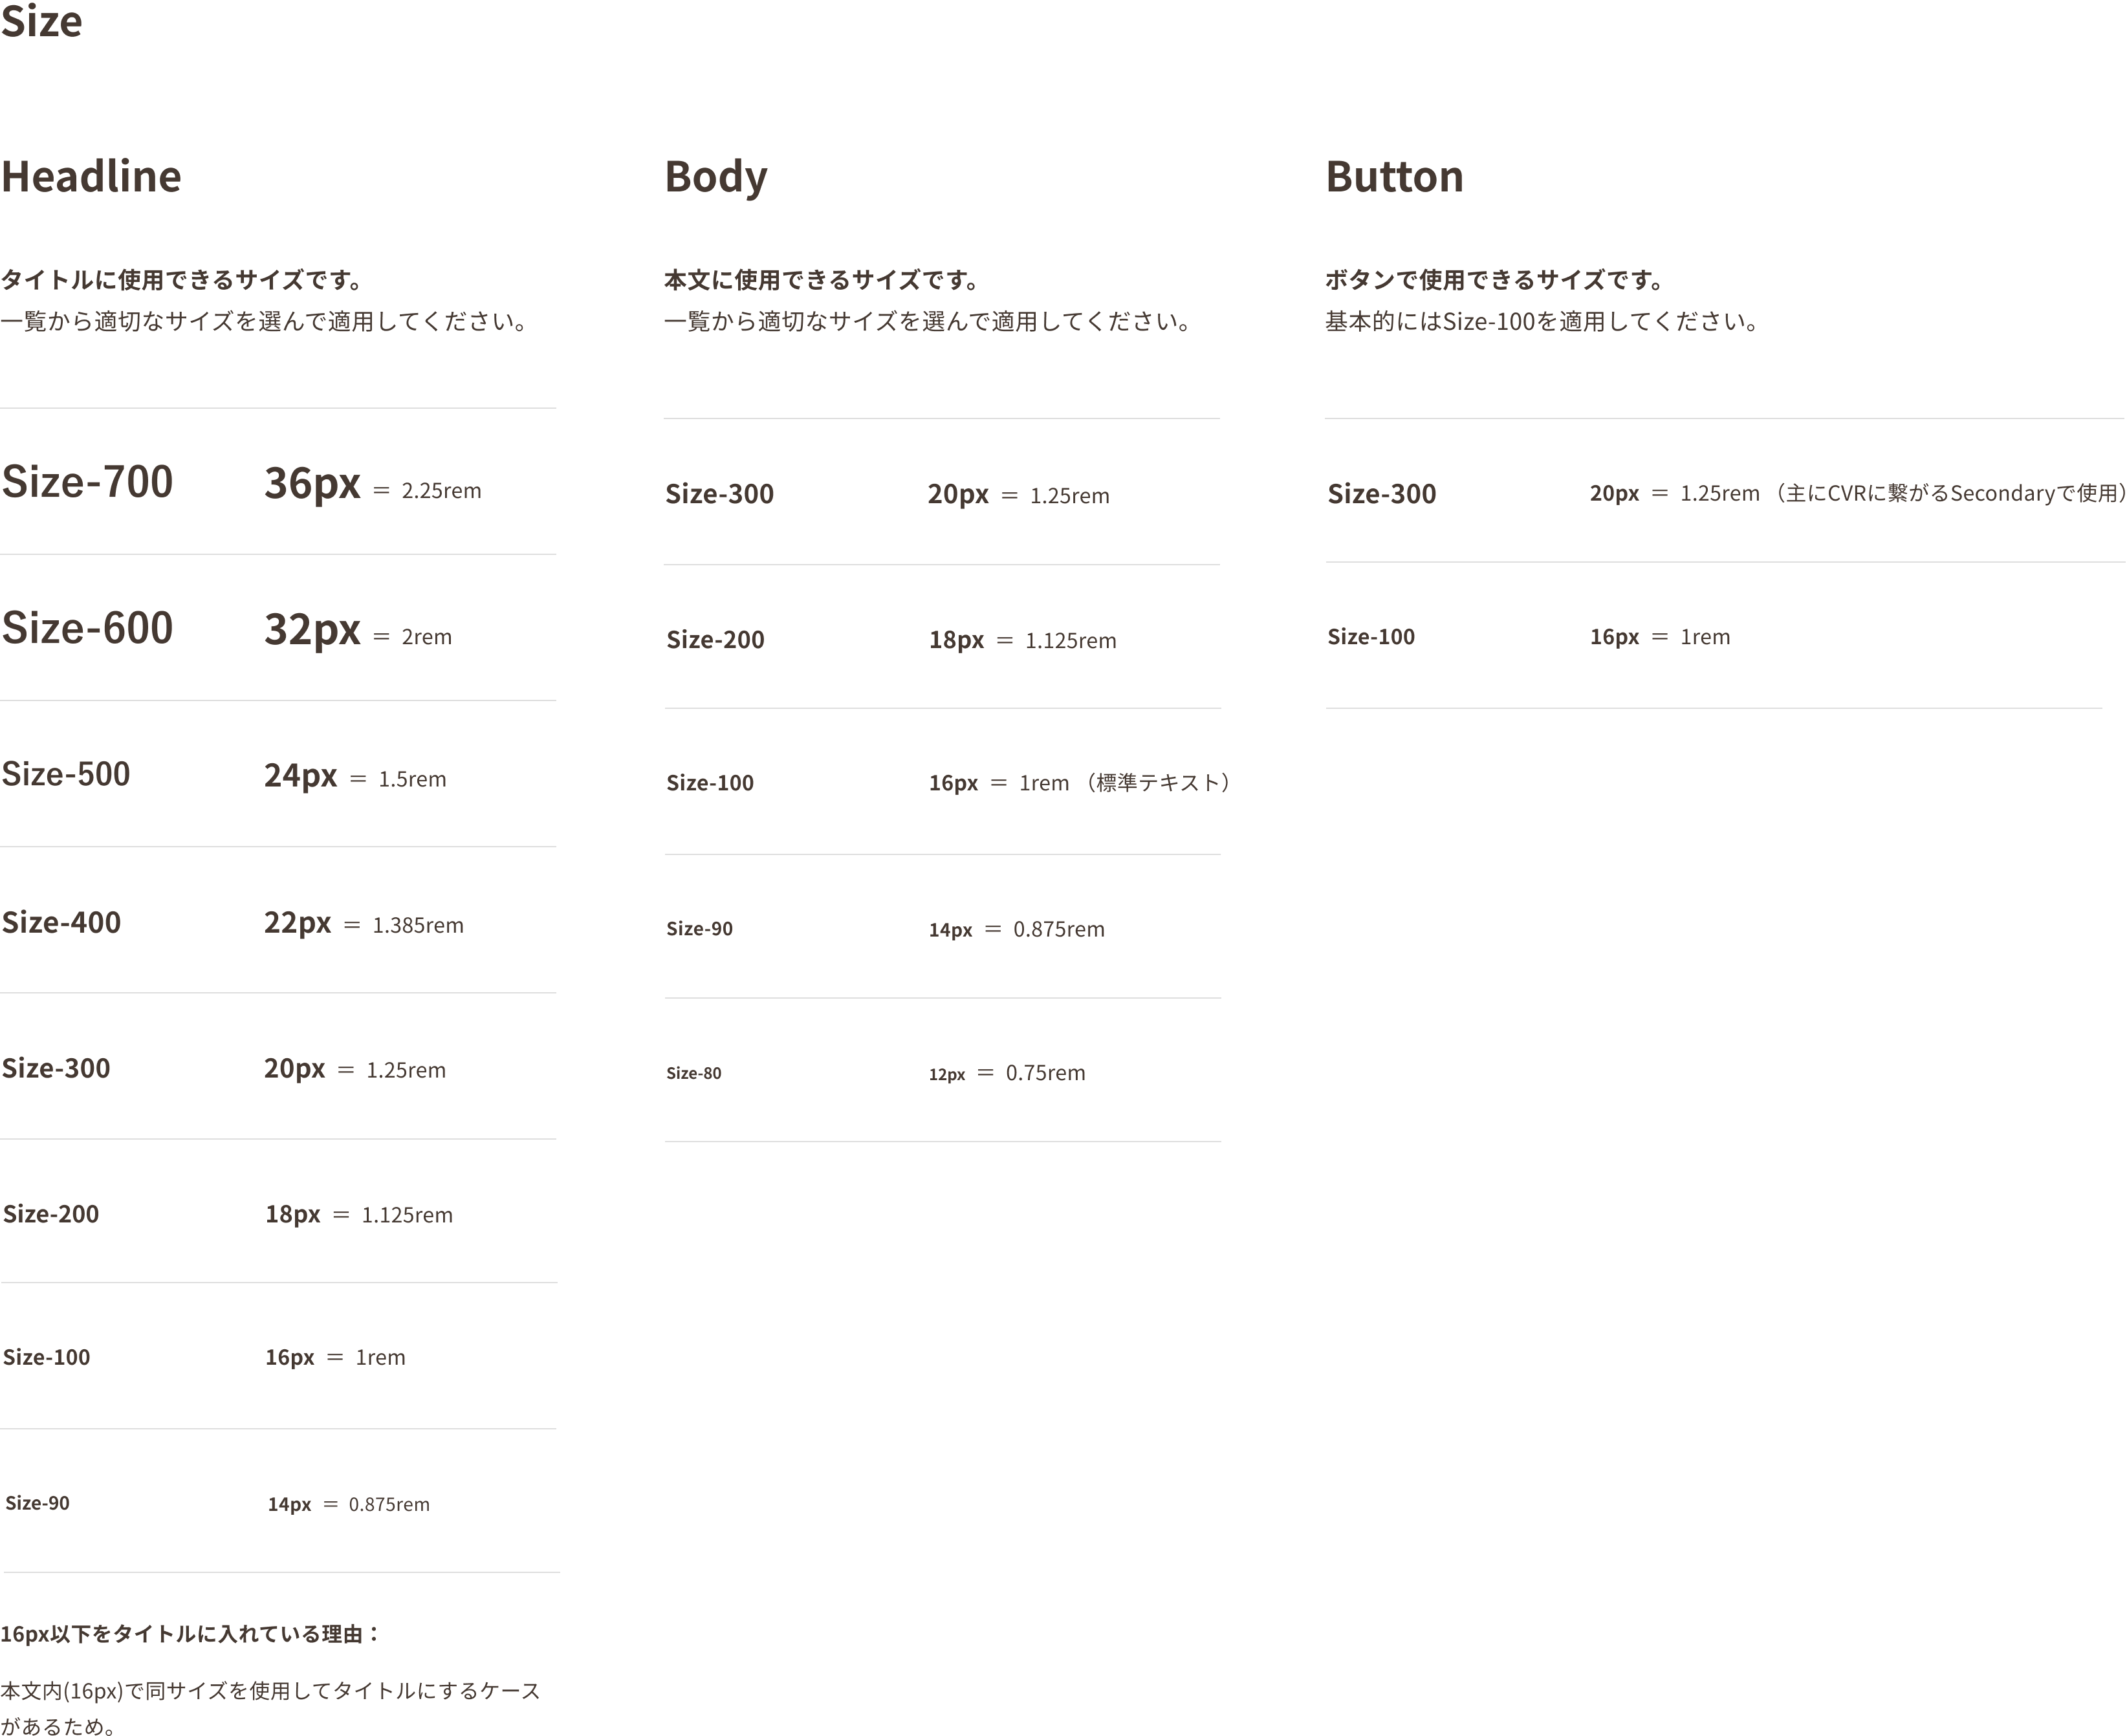 Size
Headline
タイトルに使用できるサイズです。
一覧から適切なサイズを選んで適用してください。
Size-700 36px ＝ 2.25rem
Size-600 32px ＝ 2rem
Size-500 24px ＝ 1.5rem
Size-400 22px ＝ 1.385rem
Size-300 20px ＝ 1.25rem
Size-200 18px ＝ 1.125rem
Size-100 16px ＝ 1rem
Size-90 14px ＝ 0.875rem
16px以下をタイトルに入れている理由：
本文内(16px)で同サイズを使用してタイトルにするケース
があるため。
Body
本文に使用できるサイズです。
一覧から適切なサイズを選んで適用してください。
Size-300 20px ＝ 1.25rem
Size-200 18px ＝ 1.125rem
Size-100 16px ＝ 1rem （標準テキスト）
Size-90 14px ＝ 0.875rem
Size-80 12px ＝ 0.75rem
Button
ボタンで使用できるサイズです。
基本的にはSize-100を適用してください。
Size-300 20px ＝ 1.25rem （主にCVRに繋がるSecondaryで使用）
Size-100 16px ＝ 1rem